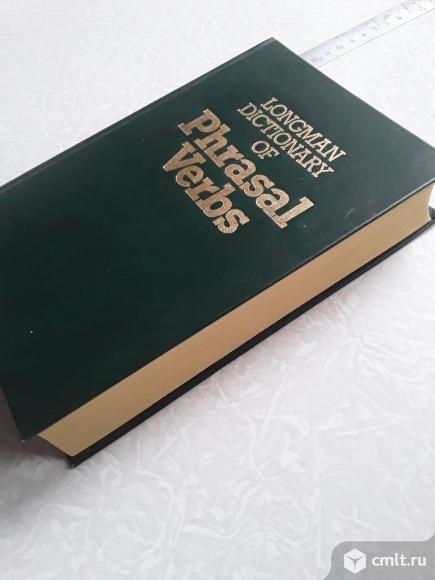 LONGMAN
DICTIONARY
OF
Phrasal
Verbs
cmlt.ru